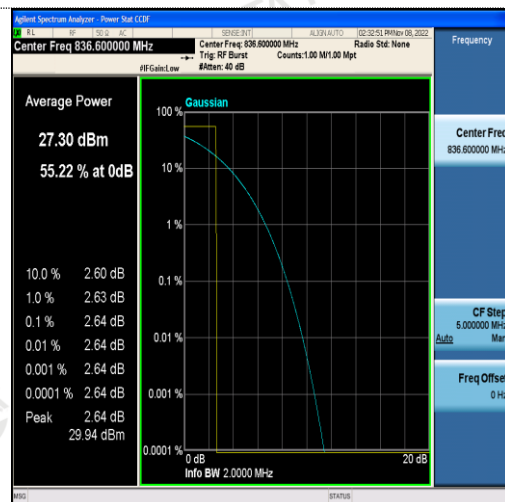 Agilent Spectrum Analyzer - Power Stat CCDF
RL RF 50 Ω AC SENSE:INT ALIGN AUTO 02:32:51 PM Nov 08, 2022
Center Freq 836.600000 MHz
Center Freq: 836.600000 MHz
Radio Std: None
Trig: RF Burst
Counts:1.00 M/1.00 Mpt
#IFGain:Low
#Atten: 40 dB
Frequency
Average Power
27.30 dBm
55.22 % at 0dB
10.0 % 2.60 dB
1.0 % 2.63 dB
0.1 % 2.64 dB
0.01 % 2.64 dB
0.001 % 2.64 dB
0.0001 % 2.64 dB
Peak 2.64 dB
29.94 dBm
Gaussian
100 %
10 %
1 %
0.1 %
0.01 %
0.001 %
0.0001 %
0 dB
20 dB
Info BW 2.0000 MHz
Center Freq
836.600000 MHz
CF Step
5.000000 MHz
Auto Man
Freq Offset
0 Hz
MSG
STATUS